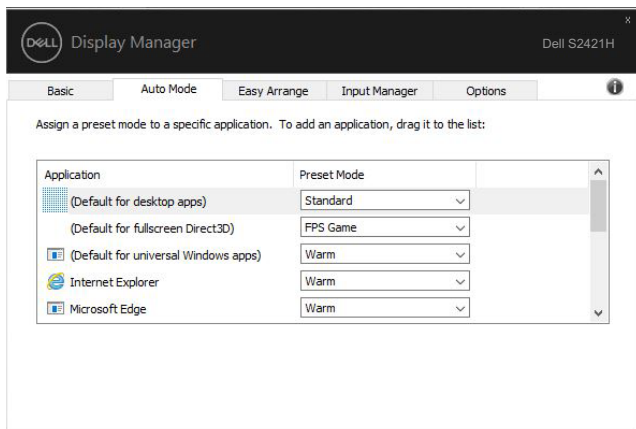 DELL Display Manager
x
Dell S2421H
Basic Auto Mode Easy Arrange Input Manager Options
i
Assign a preset mode to a specific application. To add an application, drag it to the list:
Application Preset Mode
(Default for desktop apps) Standard
(Default for fullscreen Direct3D) FPS Game
(Default for universal Windows apps) Warm
Internet Explorer Warm
Microsoft Edge Warm